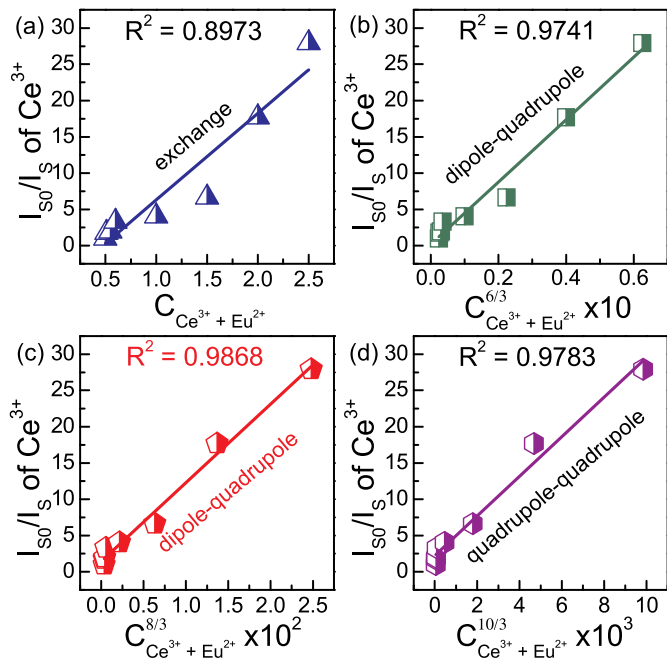 (a)
R² = 0.8973
I_S0/I_S of Ce³⁺
30
25
20
15
10
5
0
exchange
0.5 1.0 1.5 2.0 2.5
C_Ce³⁺ + Eu²⁺
(b)
R² = 0.9741
I_S0/I_S of Ce³⁺
30
25
20
15
10
5
0
dipole-quadrupole
0.0 0.2 0.4 0.6
C^6/3_Ce³⁺ + Eu²⁺ x10
(c)
R² = 0.9868
I_S0/I_S of Ce³⁺
30
25
20
15
10
5
0
dipole-quadrupole
0.0 0.5 1.0 1.5 2.0 2.5
C^8/3_Ce³⁺ + Eu²⁺ x10²
(d)
R² = 0.9783
I_S0/I_S of Ce³⁺
30
25
20
15
10
5
0
quadrupole-quadrupole
0 2 4 6 8 10
C^10/3_Ce³⁺ + Eu²⁺ x10³